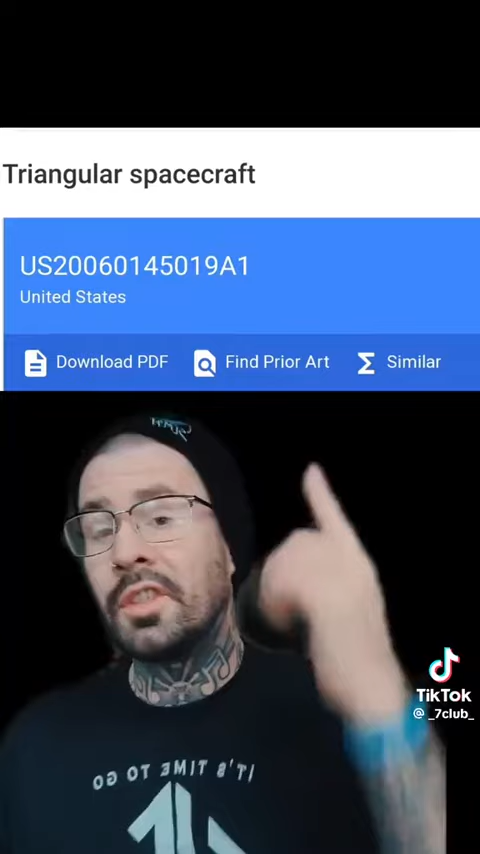 Triangular spacecraft
US20060145019A1
United States
Download PDF
Find Prior Art
Similar
IT'S TIME TO GO
TikTok
@ _7club_